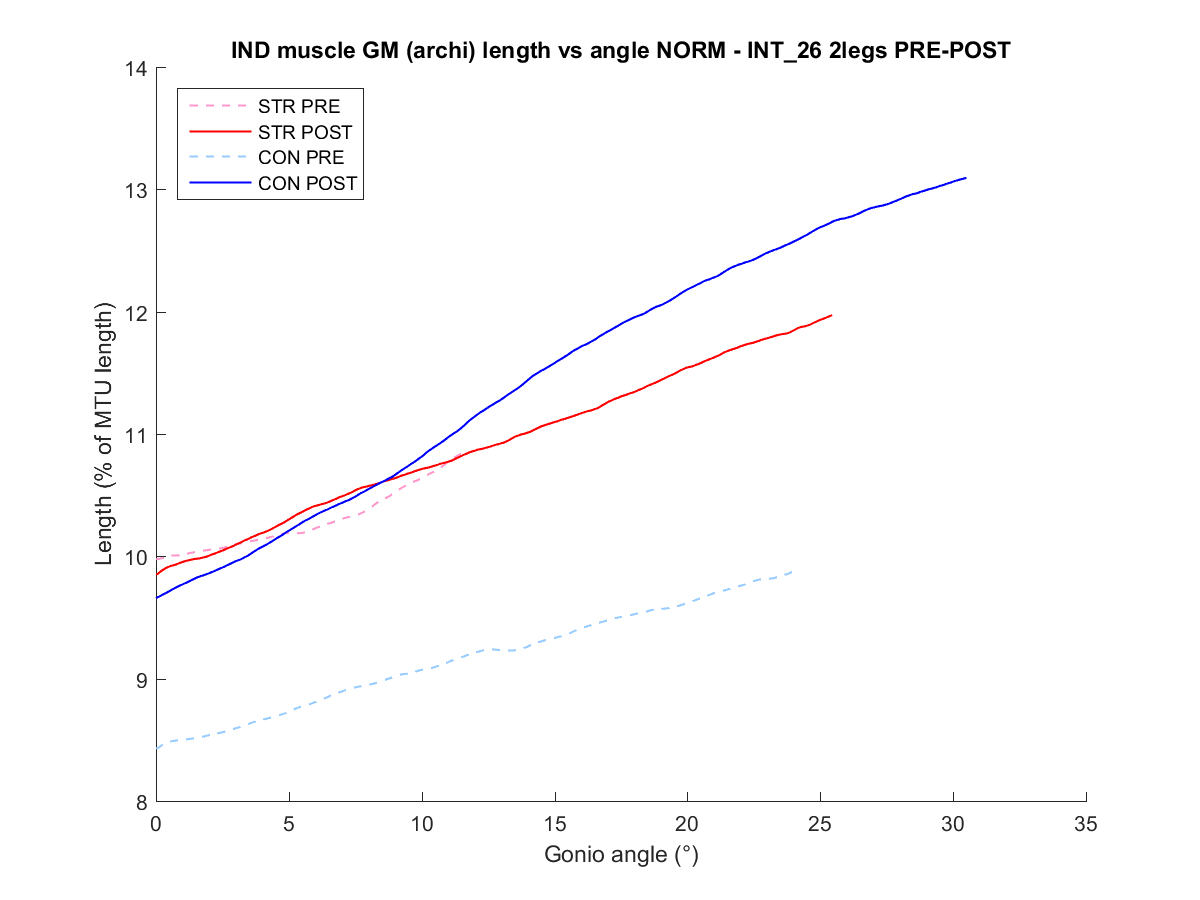 IND muscle GM (archi) length vs angle NORM - INT_26 2legs PRE-POST
14
13
12
11
10
9
8
Length (% of MTU length)
STR PRE
STR POST
CON PRE
CON POST
0 5 10 15 20 25 30 35
Gonio angle (°)